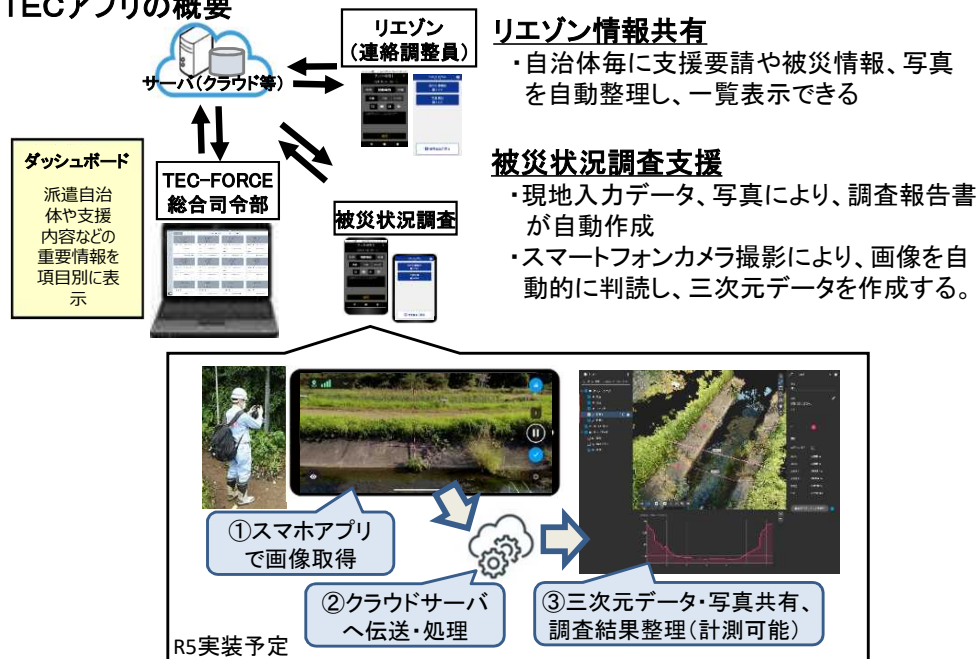 TECアプリの概要
サーバ(クラウド等)
リエゾン
(連絡調整員)
リエゾン情報共有
・自治体毎に支援要請や被災情報、写真
を自動整理し、一覧表示できる
ダッシュボード
派遣自治
体や支援
内容などの
重要情報を
項目別に表
示
TEC-FORCE
総合司令部
被災状況調査
被災状況調査支援
・現地入力データ、写真により、調査報告書
が自動作成
・スマートフォンカメラ撮影により、画像を自
動的に判読し、三次元データを作成する。
①スマホアプリ
で画像取得
②クラウドサーバ
へ伝送・処理
③三次元データ・写真共有、
調査結果整理(計測可能)
R5実装予定